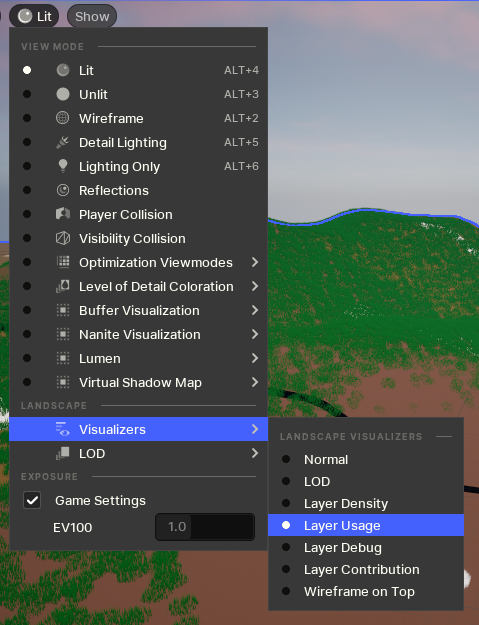 Lit Show
VIEW MODE
Lit ALT+4
Unlit ALT+3
Wireframe ALT+2
Detail Lighting ALT+5
Lighting Only ALT+6
Reflections
Player Collision
Visibility Collision
Optimization Viewmodes
Level of Detail Coloration
Buffer Visualization
Nanite Visualization
Lumen
Virtual Shadow Map
LANDSCAPE
Visualizers
LOD
EXPOSURE
Game Settings
EV100 1.0
LANDSCAPE VISUALIZERS
Normal
LOD
Layer Density
Layer Usage
Layer Debug
Layer Contribution
Wireframe on Top